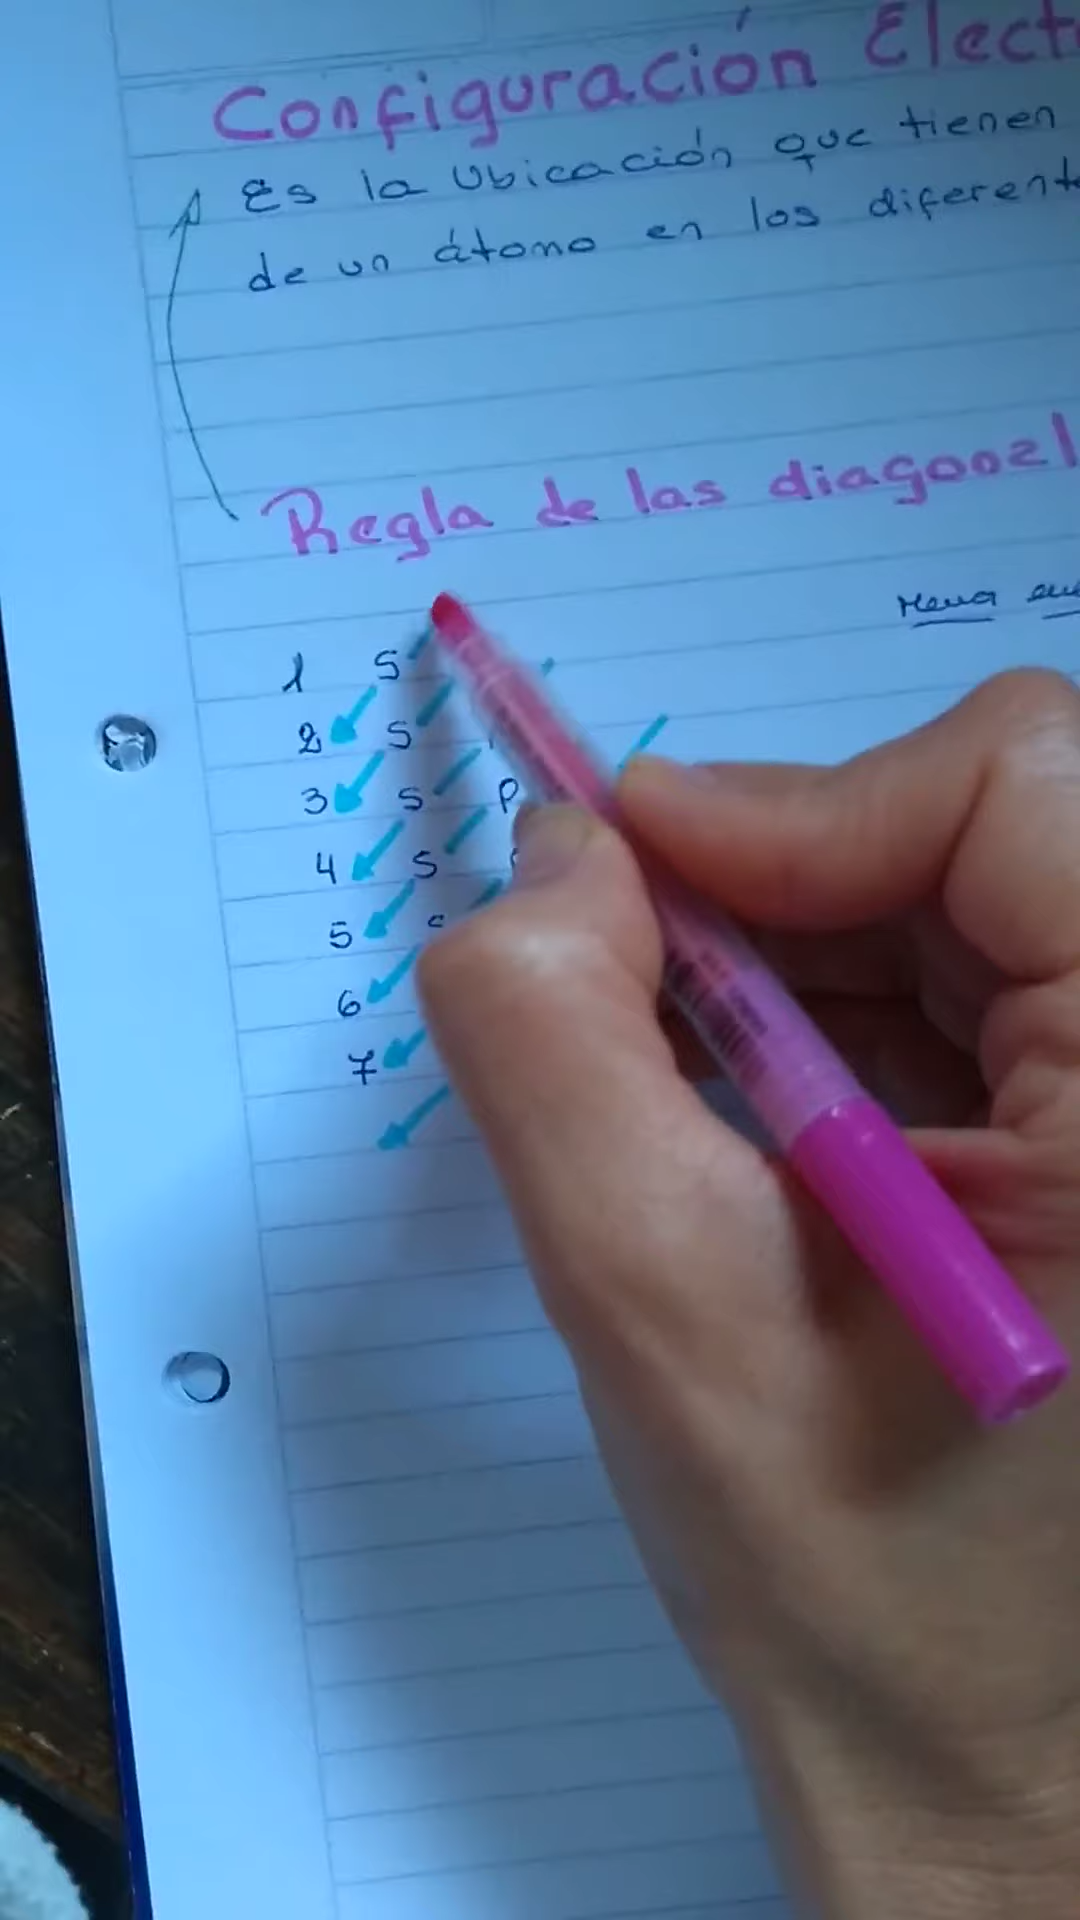 Configuración Elect
Es la Ubicación que tienen
de un átomo en los diferent
Regla de las diagonal
1 S
2 S
3 S P
4 S
5 S
6
7